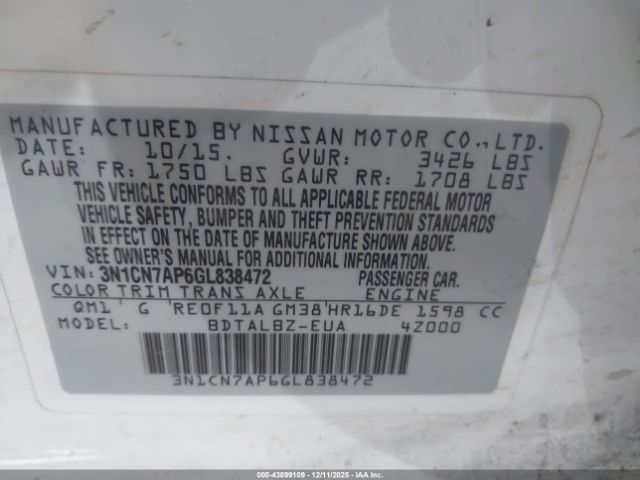 MANUFACTURED BY NISSAN MOTOR CO., LTD.
DATE: 10/15. GVWR: 3426 LBS
GAWR FR: 1750 LBS GAWR RR: 1708 LBS
THIS VEHICLE CONFORMS TO ALL APPLICABLE FEDERAL MOTOR
VEHICLE SAFETY, BUMPER AND THEFT PREVENTION STANDARDS
IN EFFECT ON THE DATE OF MANUFACTURE SHOWN ABOVE.
SEE OWNER'S MANUAL FOR ADDITIONAL INFORMATION.
VIN: 3N1CN7AP6GL838472 PASSENGER CAR.
COLOR TRIM TRANS AXLE ENGINE
QM1 G RE0F11A GM38 HR16DE 1598 CC
MODEL: BDTALBZ-EUA 4Z000
3N1CN7AP6GL838472
000-43899109 - 12/11/2025 - IAAI.COM